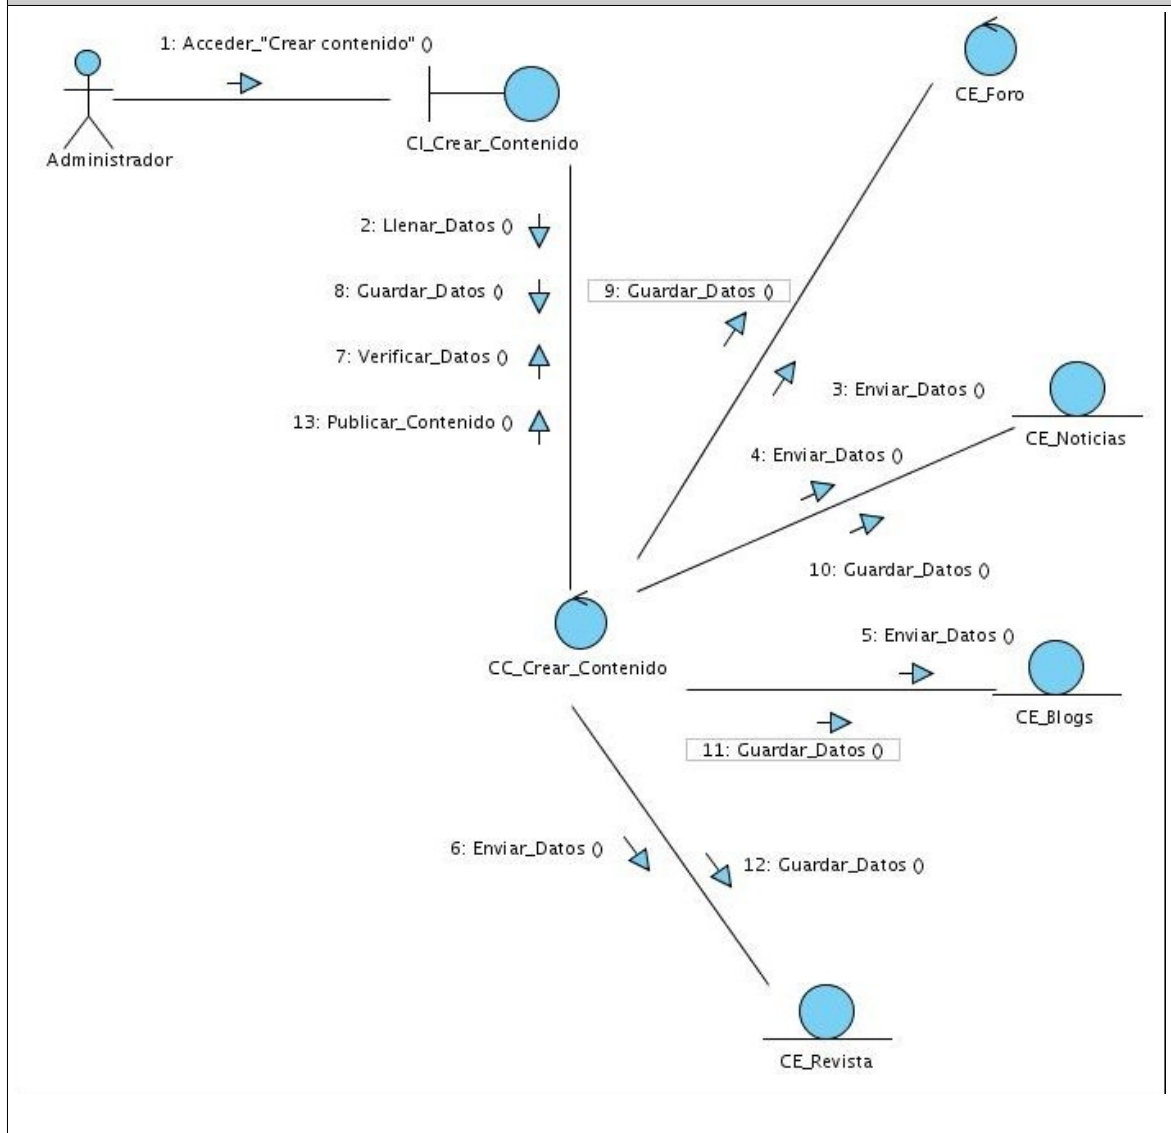 1: Acceder_"Crear contenido" ()
CE_Foro
CI_Crear_Contenido
Administrador
2: Llenar_Datos ()
8: Guardar_Datos ()
9: Guardar_Datos ()
7: Verificar_Datos ()
3: Enviar_Datos ()
13: Publicar_Contenido ()
CE_Noticias
4: Enviar_Datos ()
10: Guardar_Datos ()
5: Enviar_Datos ()
CC_Crear_Contenido
CE_Blogs
11: Guardar_Datos ()
6: Enviar_Datos ()
12: Guardar_Datos ()
CE_Revista